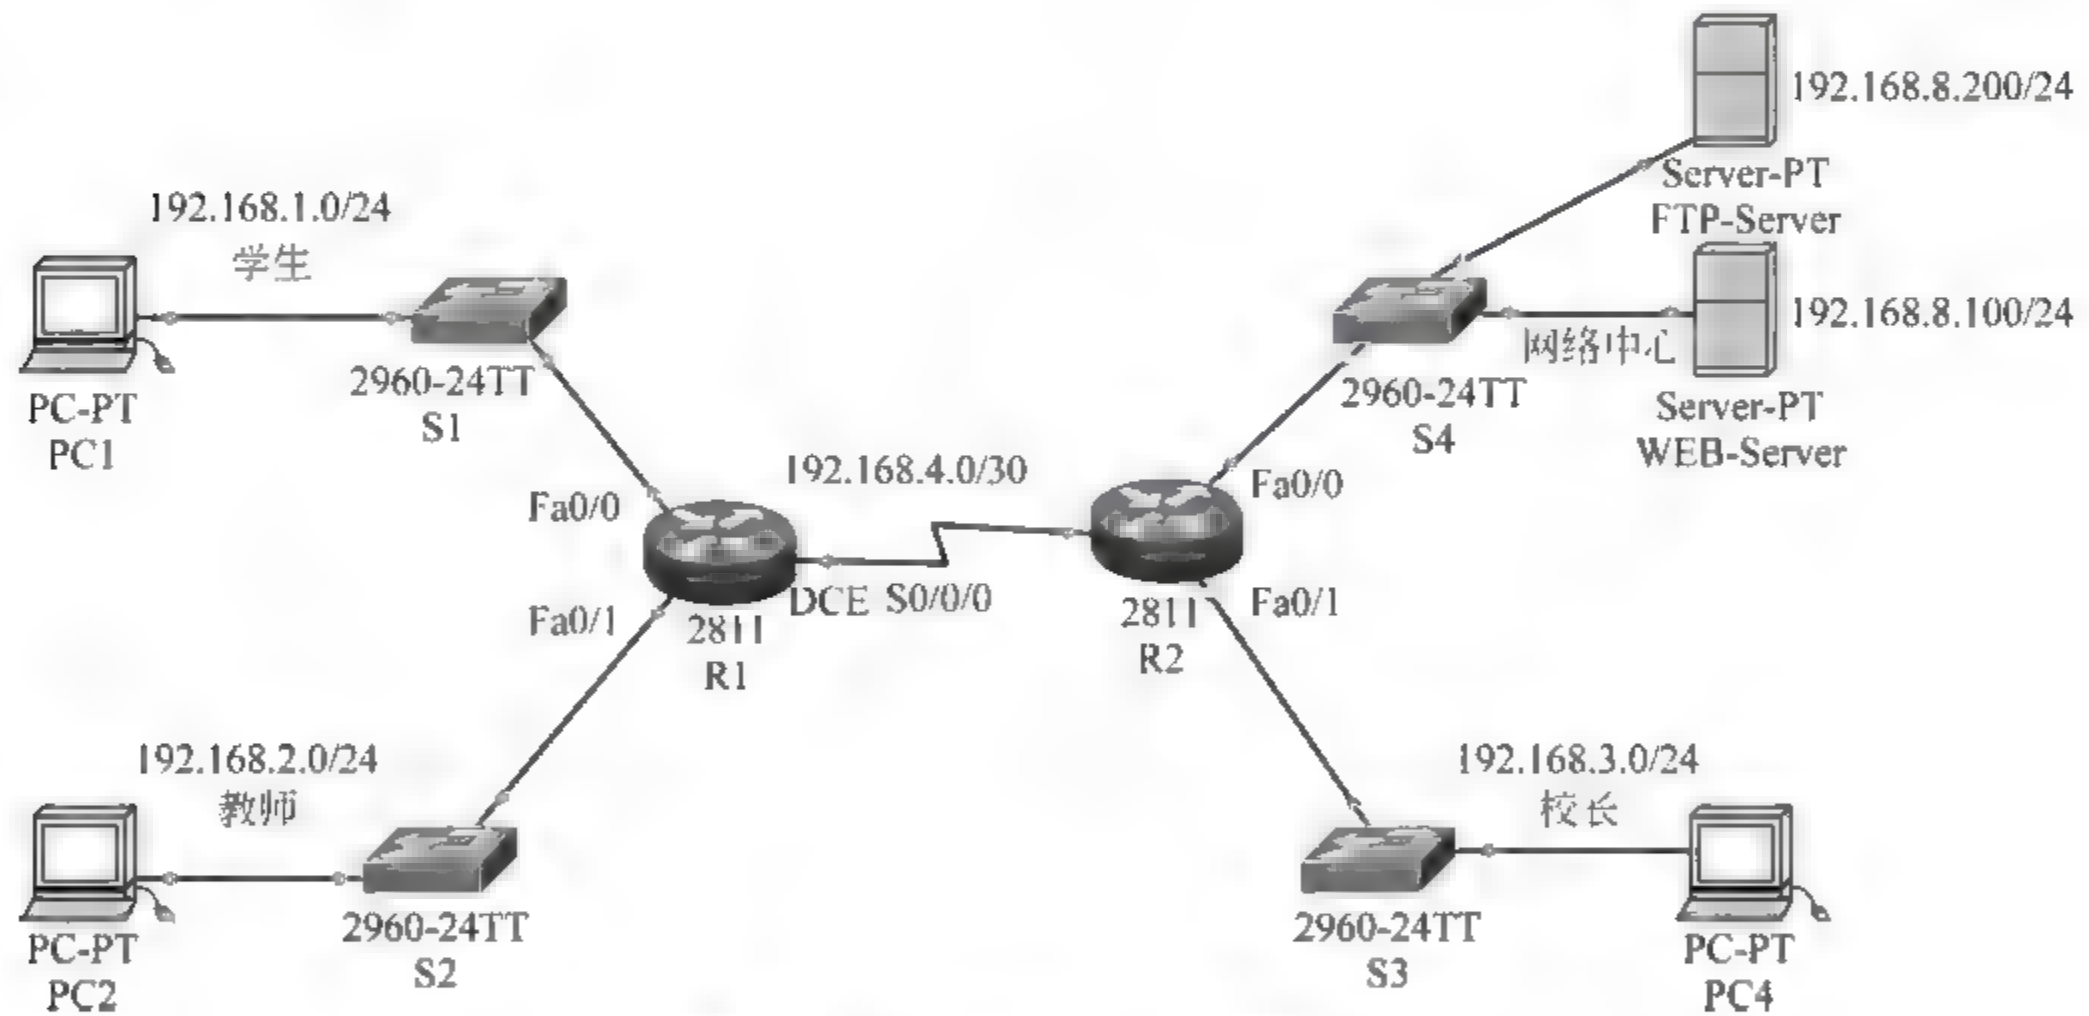 192.168.8.200/24
Server-PT
FTP-Server
192.168.1.0/24
学生
192.168.8.100/24
网络中心
PC-PT
PC1
2960-24TT
S1
2960-24TT
S4
Server-PT
WEB-Server
192.168.4.0/30
Fa0/0
Fa0/0
DCE S0/0/0
Fa0/1
2811
R1
Fa0/1
2811
R2
192.168.2.0/24
教师
192.168.3.0/24
校长
PC-PT
PC2
2960-24TT
S2
2960-24TT
S3
PC-PT
PC4